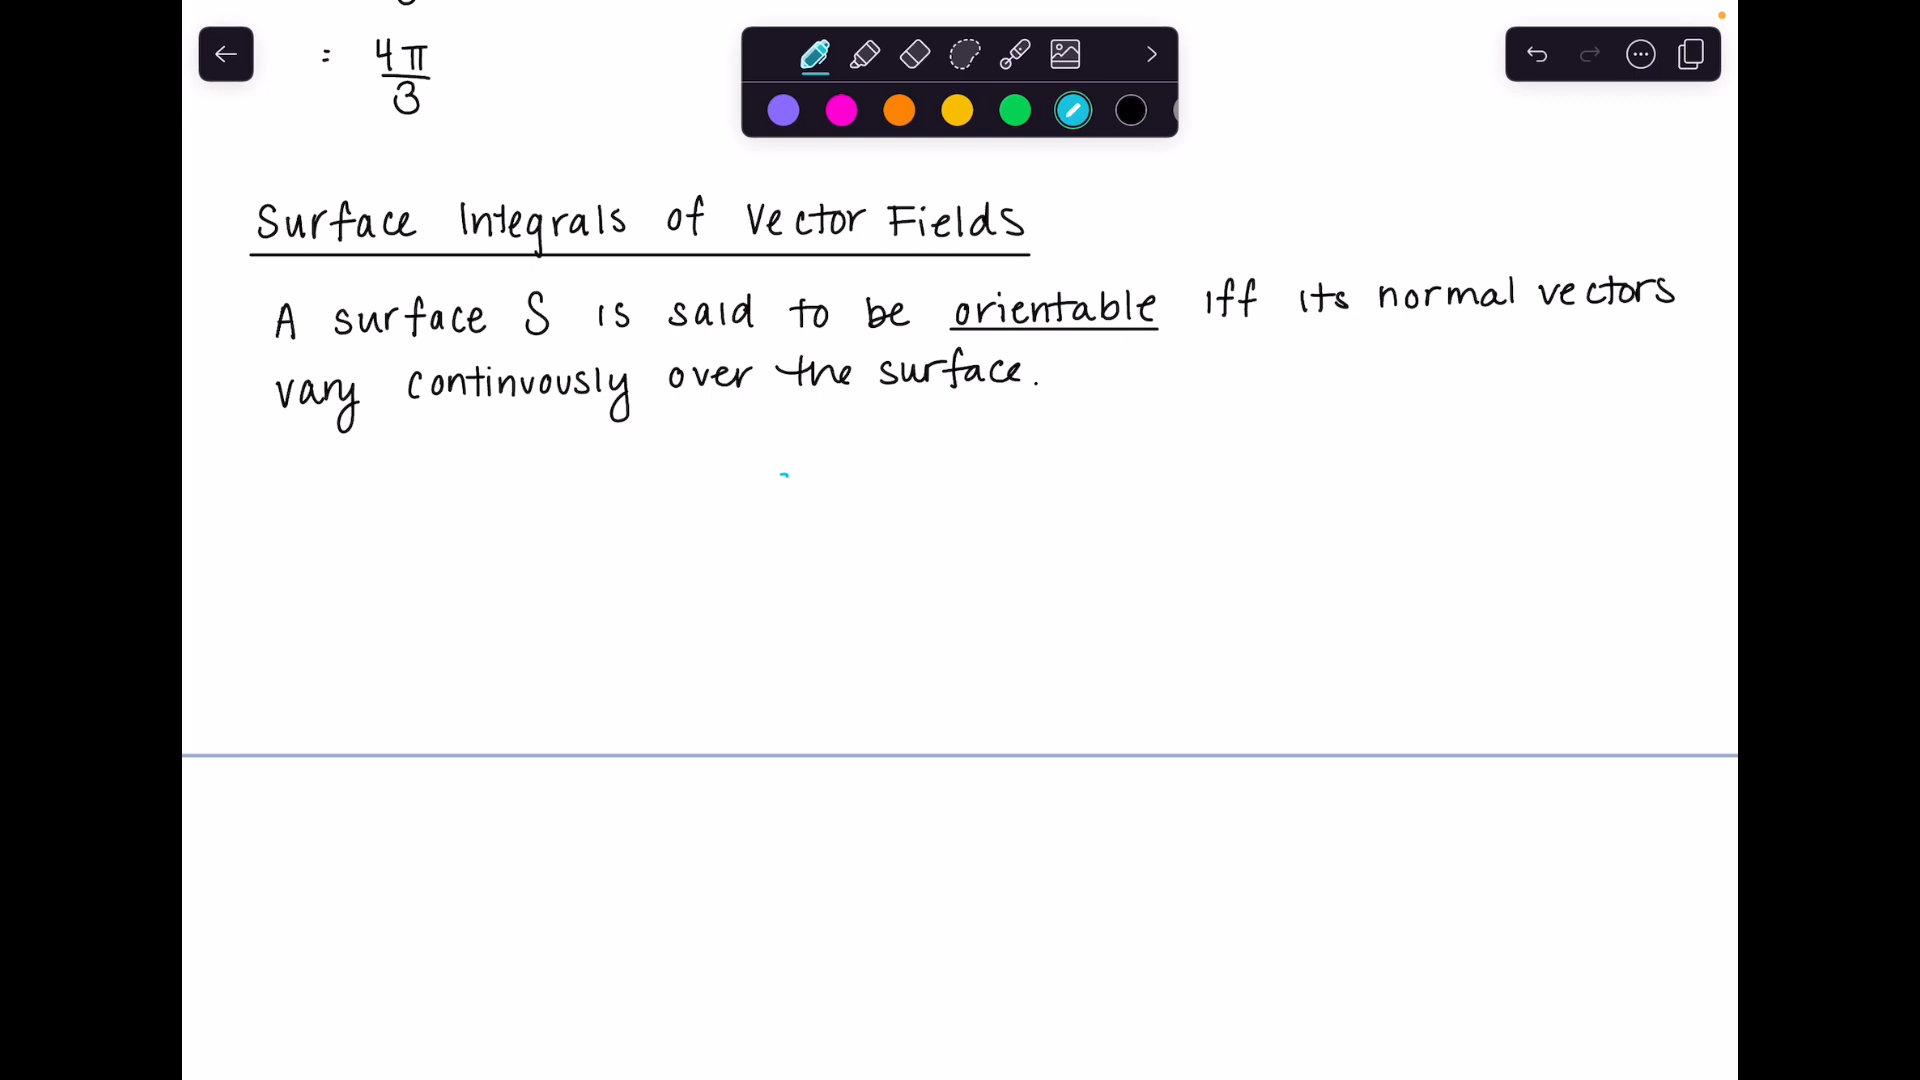 = 4π/3
Surface Integrals of Vector Fields
A surface S is said to be orientable iff its normal vectors
vary continuously over the surface.